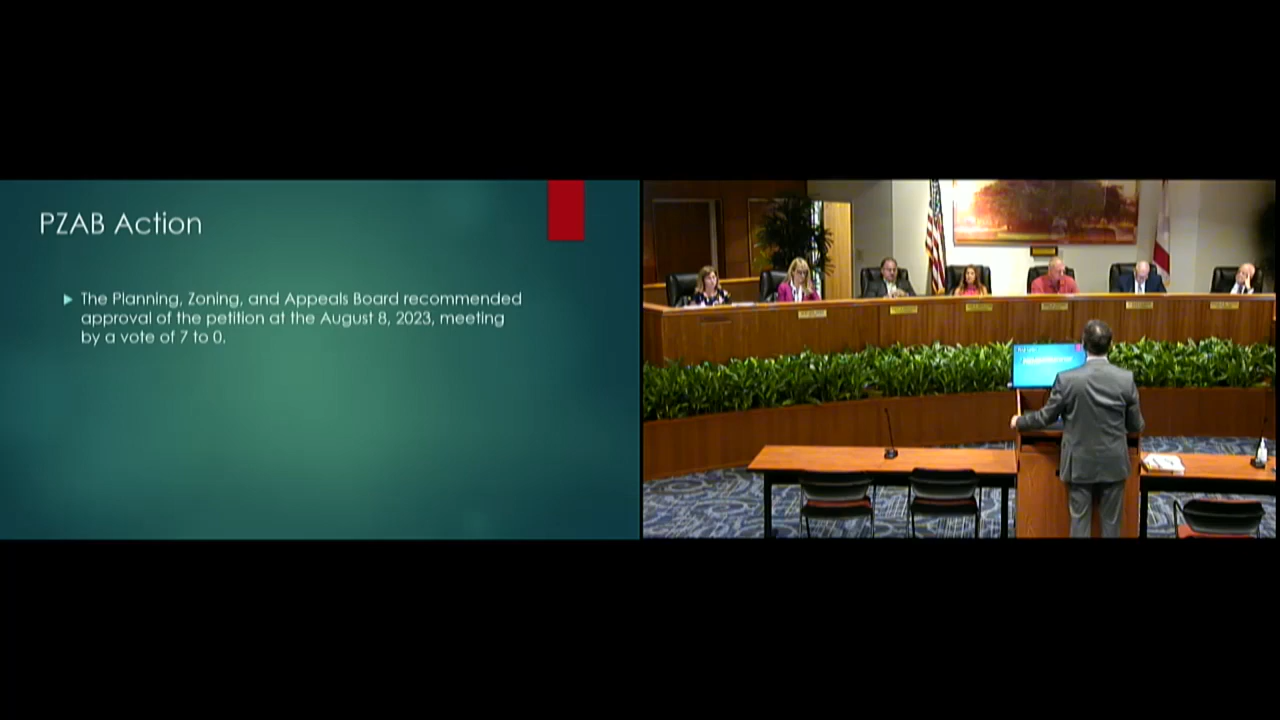 PZAB Action
The Planning, Zoning, and Appeals Board recommended
approval of the petition at the August 8, 2023, meeting
by a vote of 7 to 0.